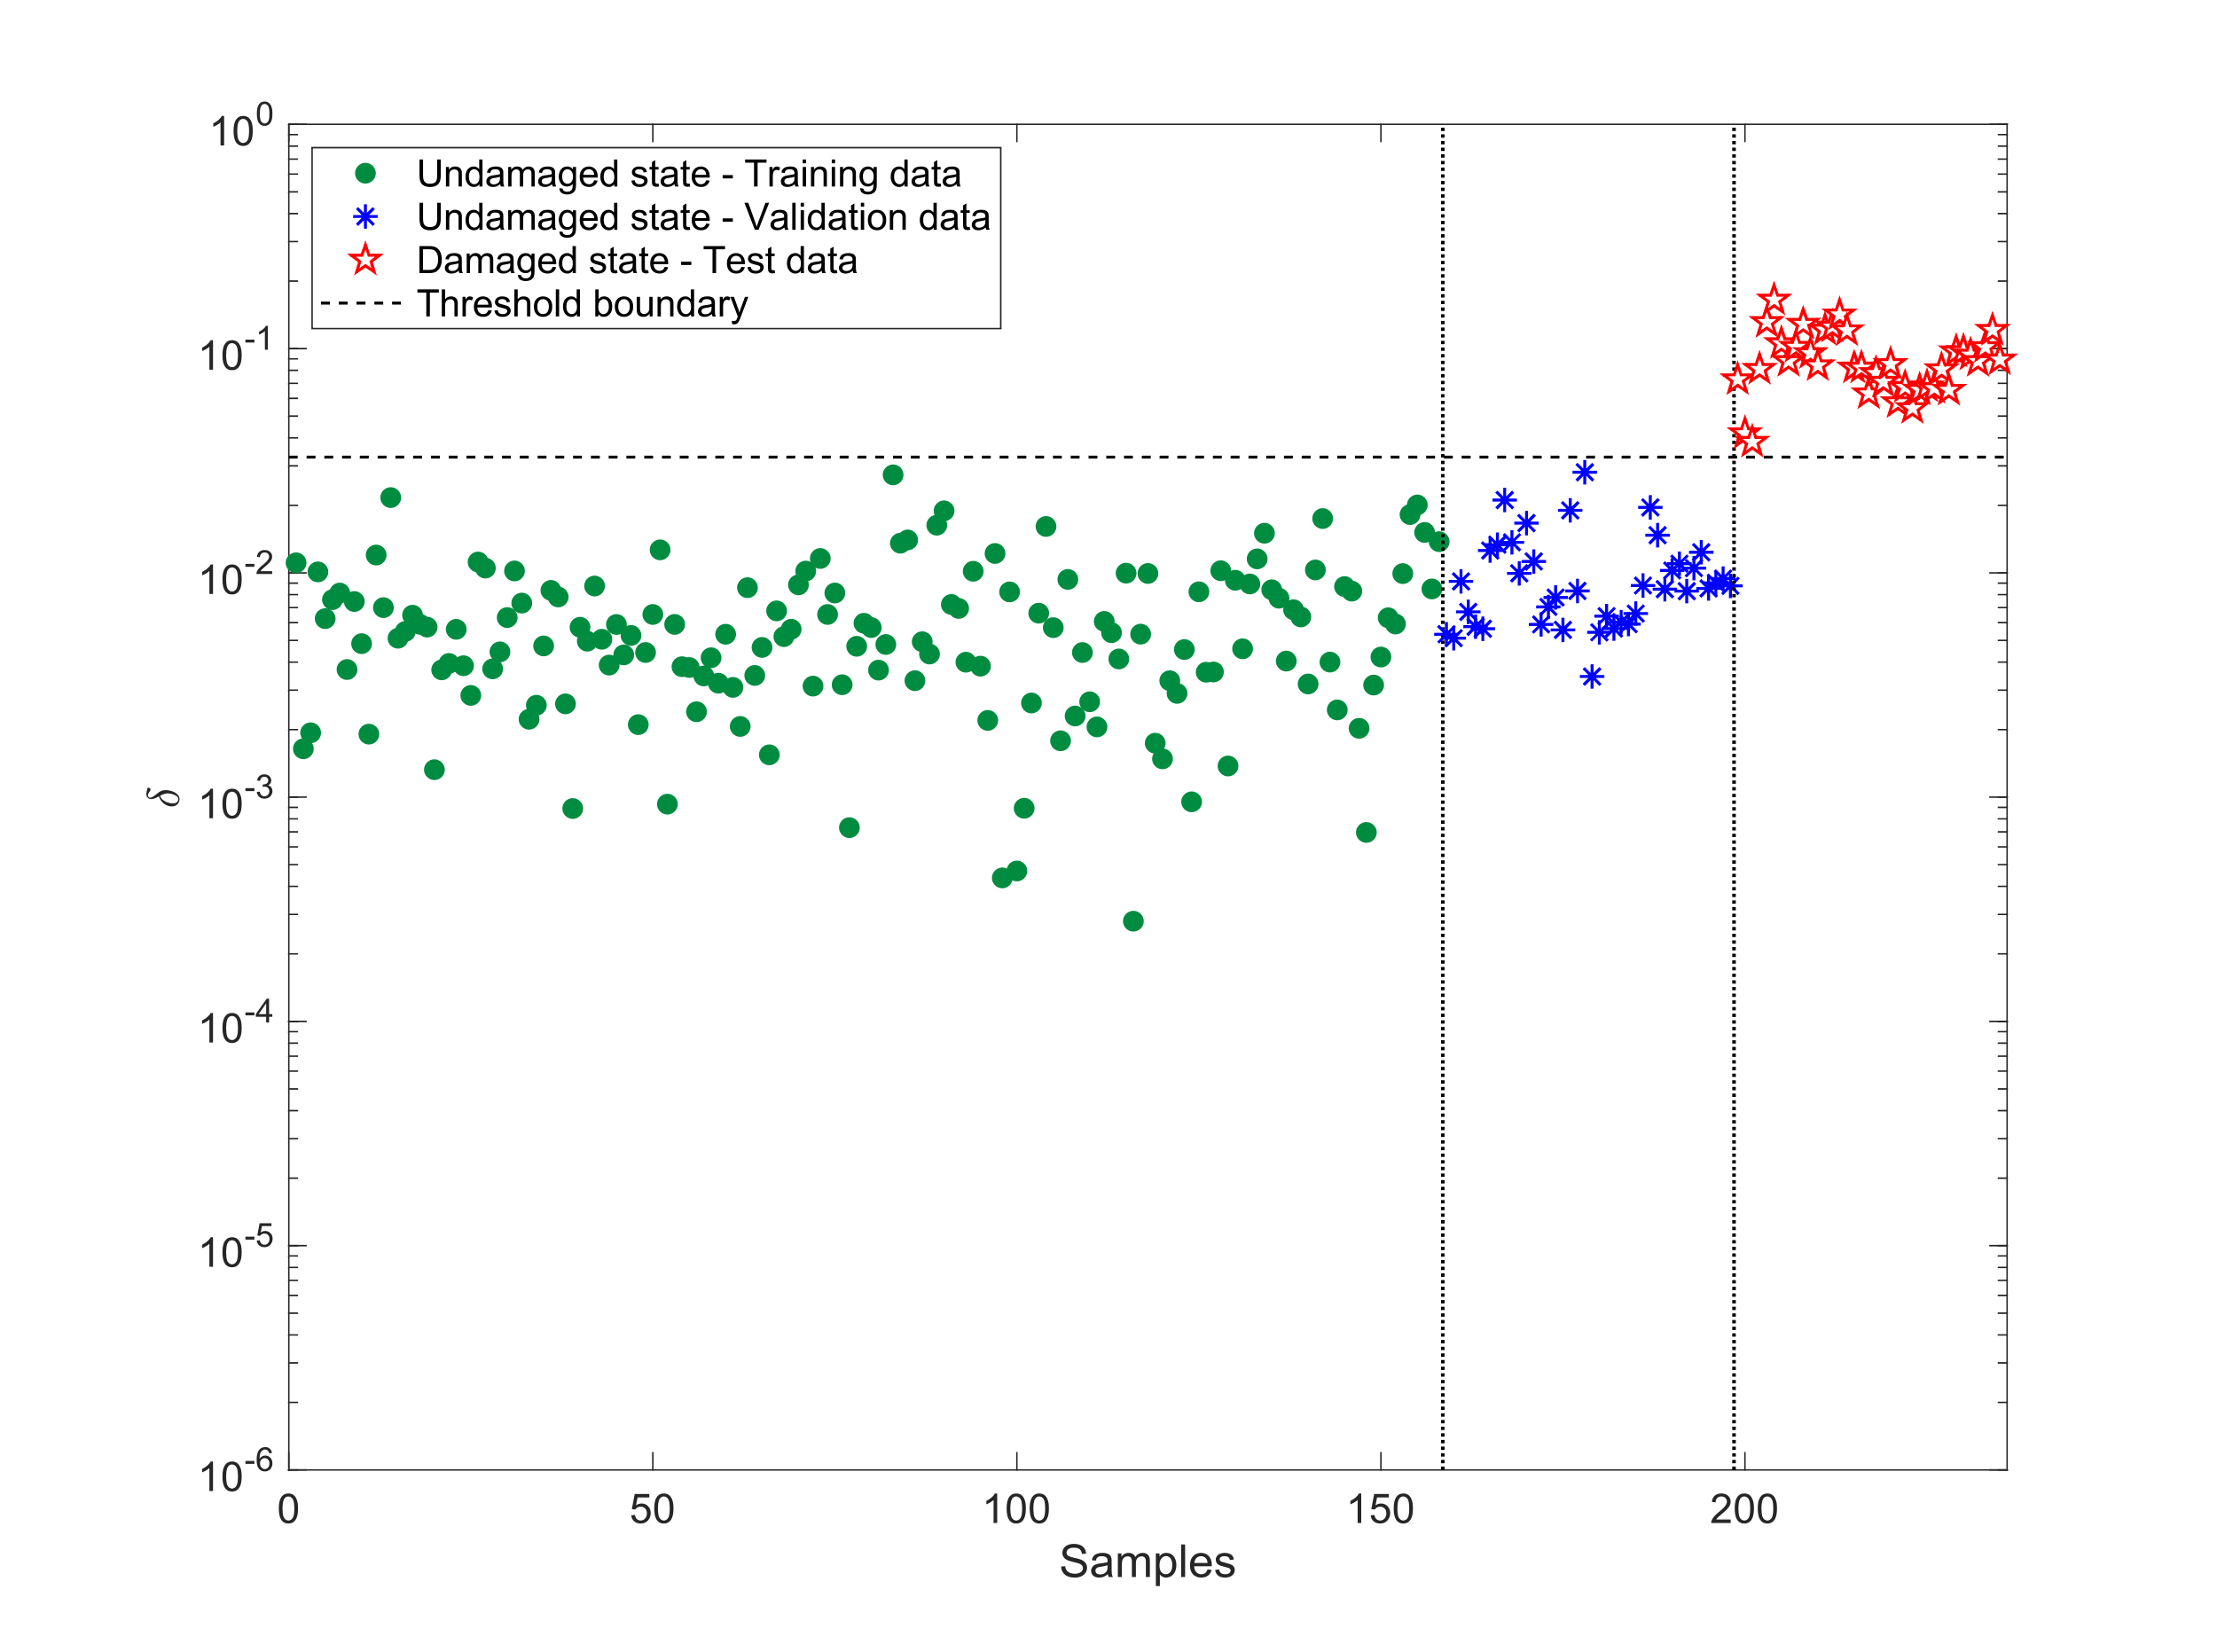 10^0
10^-1
10^-2
10^-3
10^-4
10^-5
10^-6
δ
Undamaged state - Training data
Undamaged state - Validation data
Damaged state - Test data
Threshold boundary
0 50 100 150 200
Samples